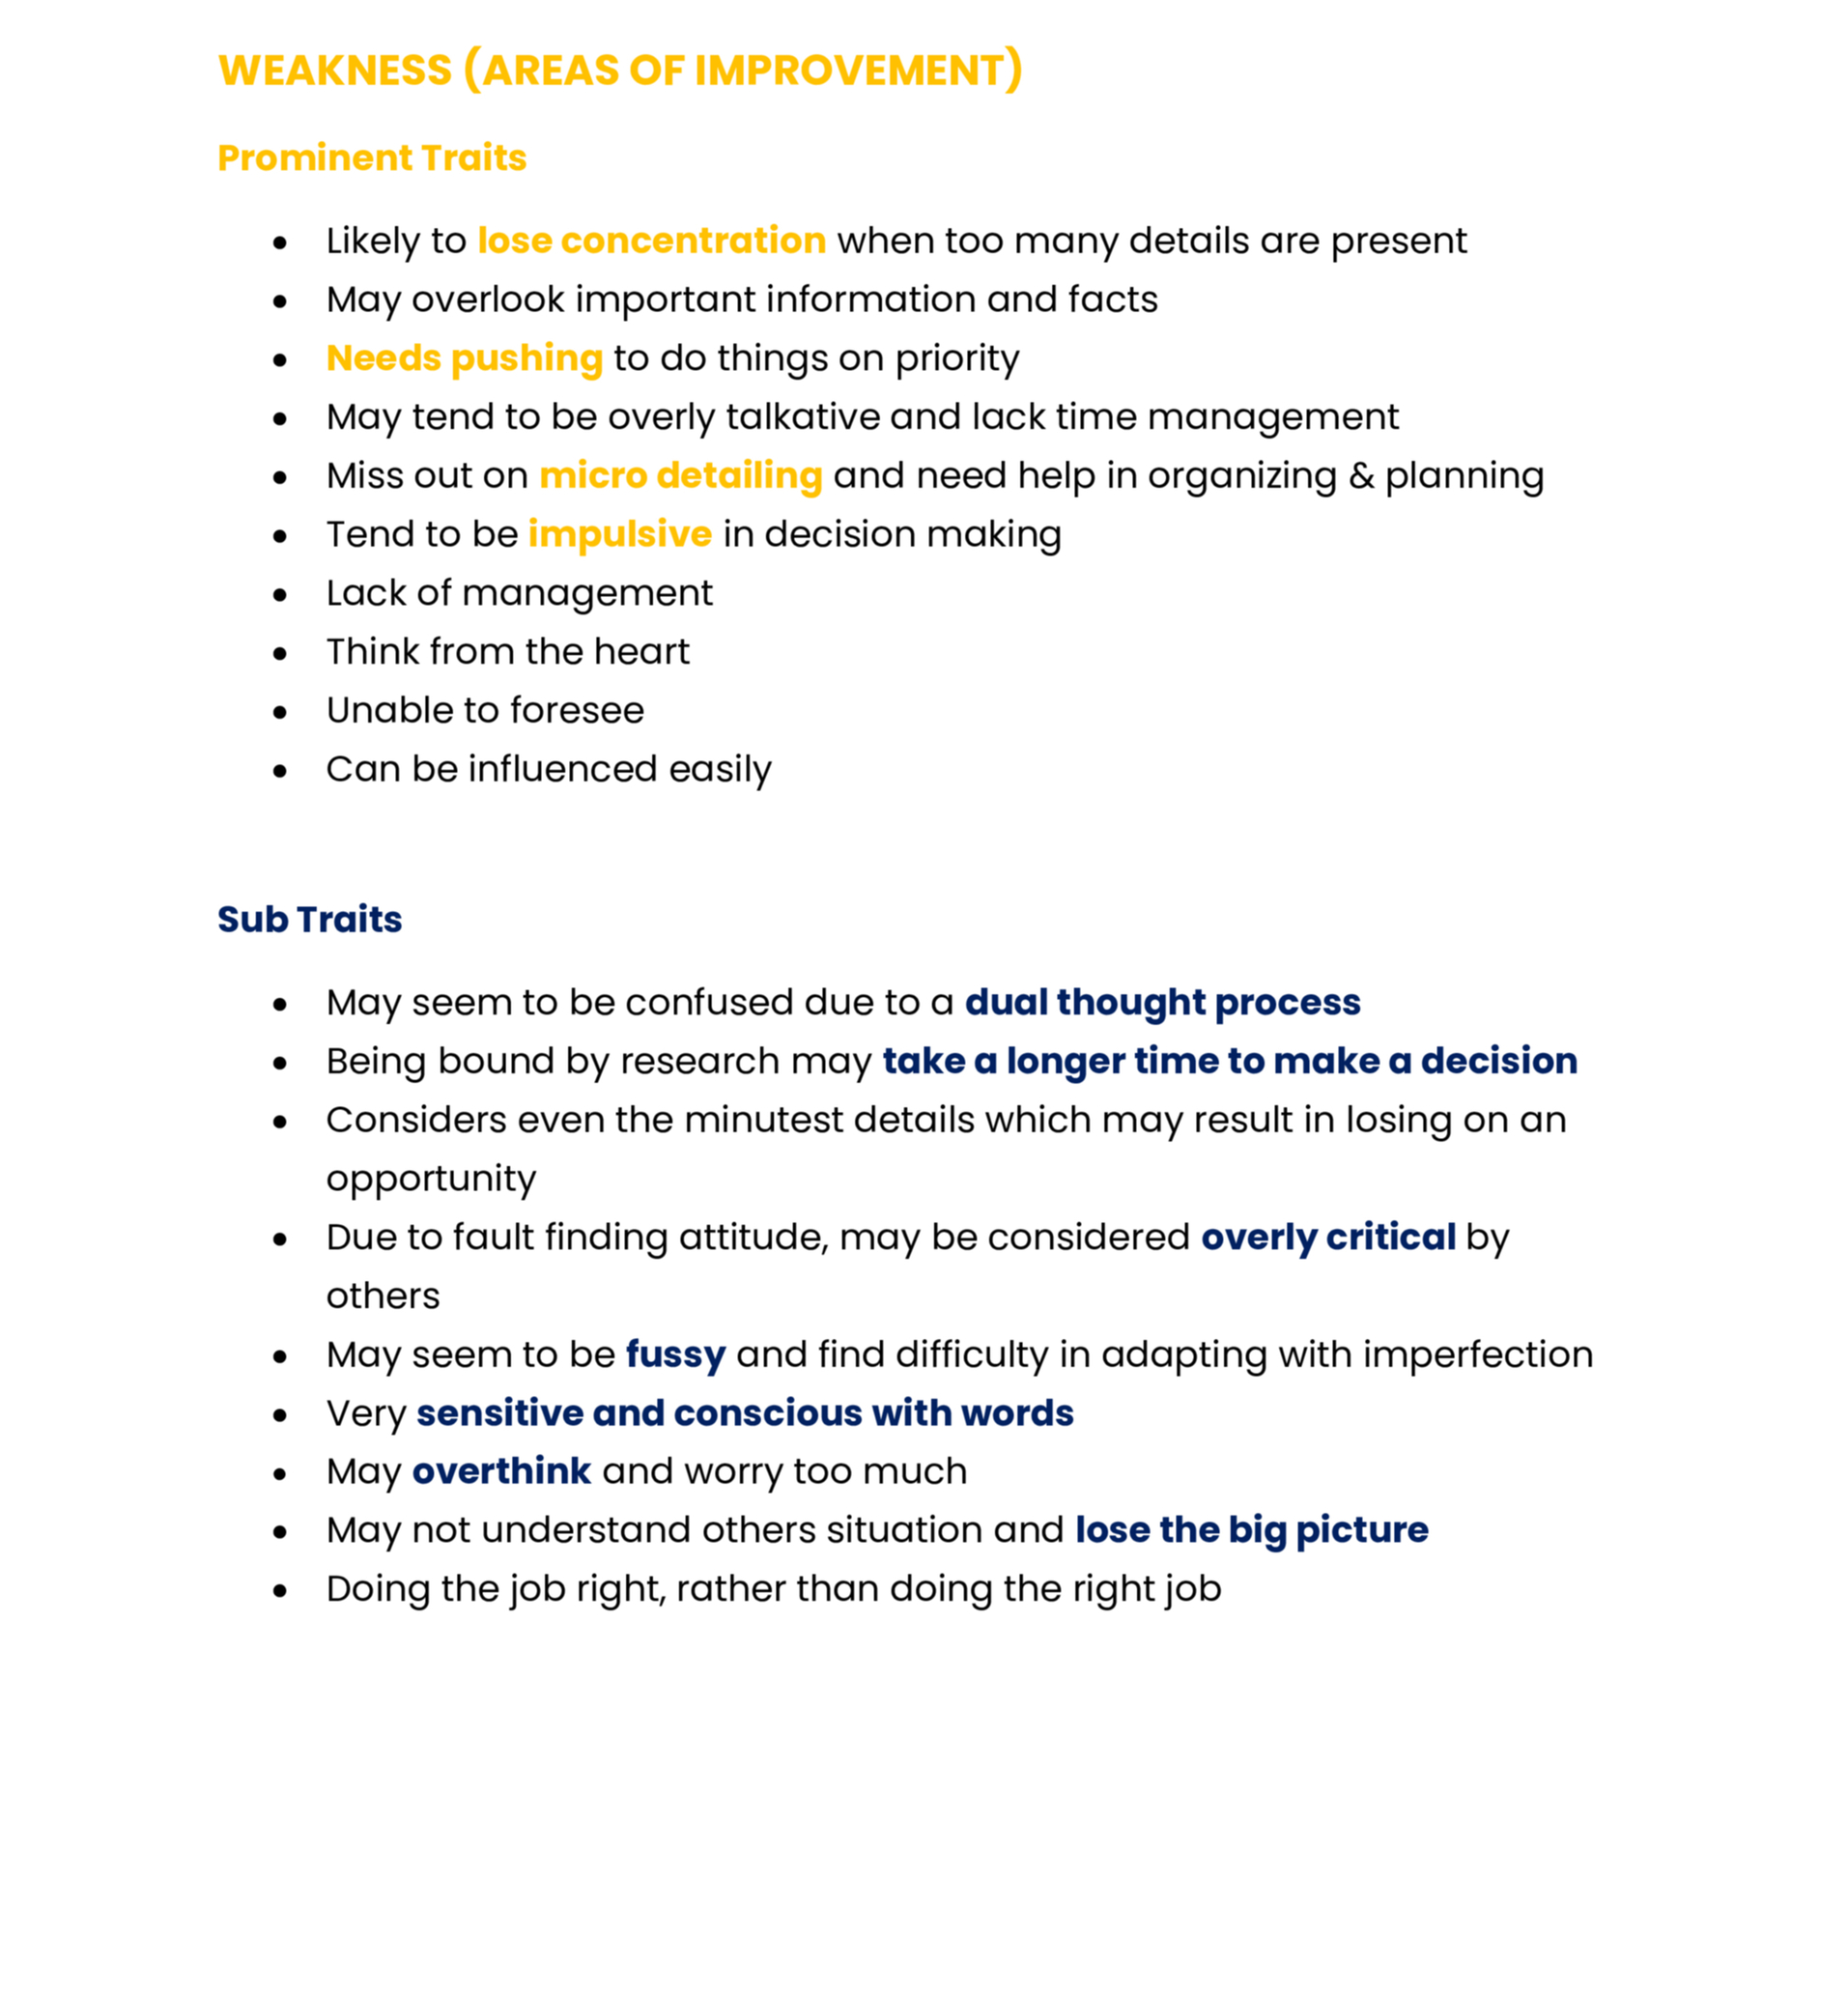 WEAKNESS (AREAS OF IMPROVEMENT)
Prominent Traits
• Likely to lose concentration when too many details are present
• May overlook important information and facts
• Needs pushing to do things on priority
• May tend to be overly talkative and lack time management
• Miss out on micro detailing and need help in organizing & planning
• Tend to be impulsive in decision making
• Lack of management
• Think from the heart
• Unable to foresee
• Can be influenced easily
Sub Traits
• May seem to be confused due to a dual thought process
• Being bound by research may take a longer time to make a decision
• Considers even the minutest details which may result in losing on an
opportunity
• Due to fault finding attitude, may be considered overly critical by
others
• May seem to be fussy and find difficulty in adapting with imperfection
• Very sensitive and conscious with words
• May overthink and worry too much
• May not understand others situation and lose the big picture
• Doing the job right, rather than doing the right job